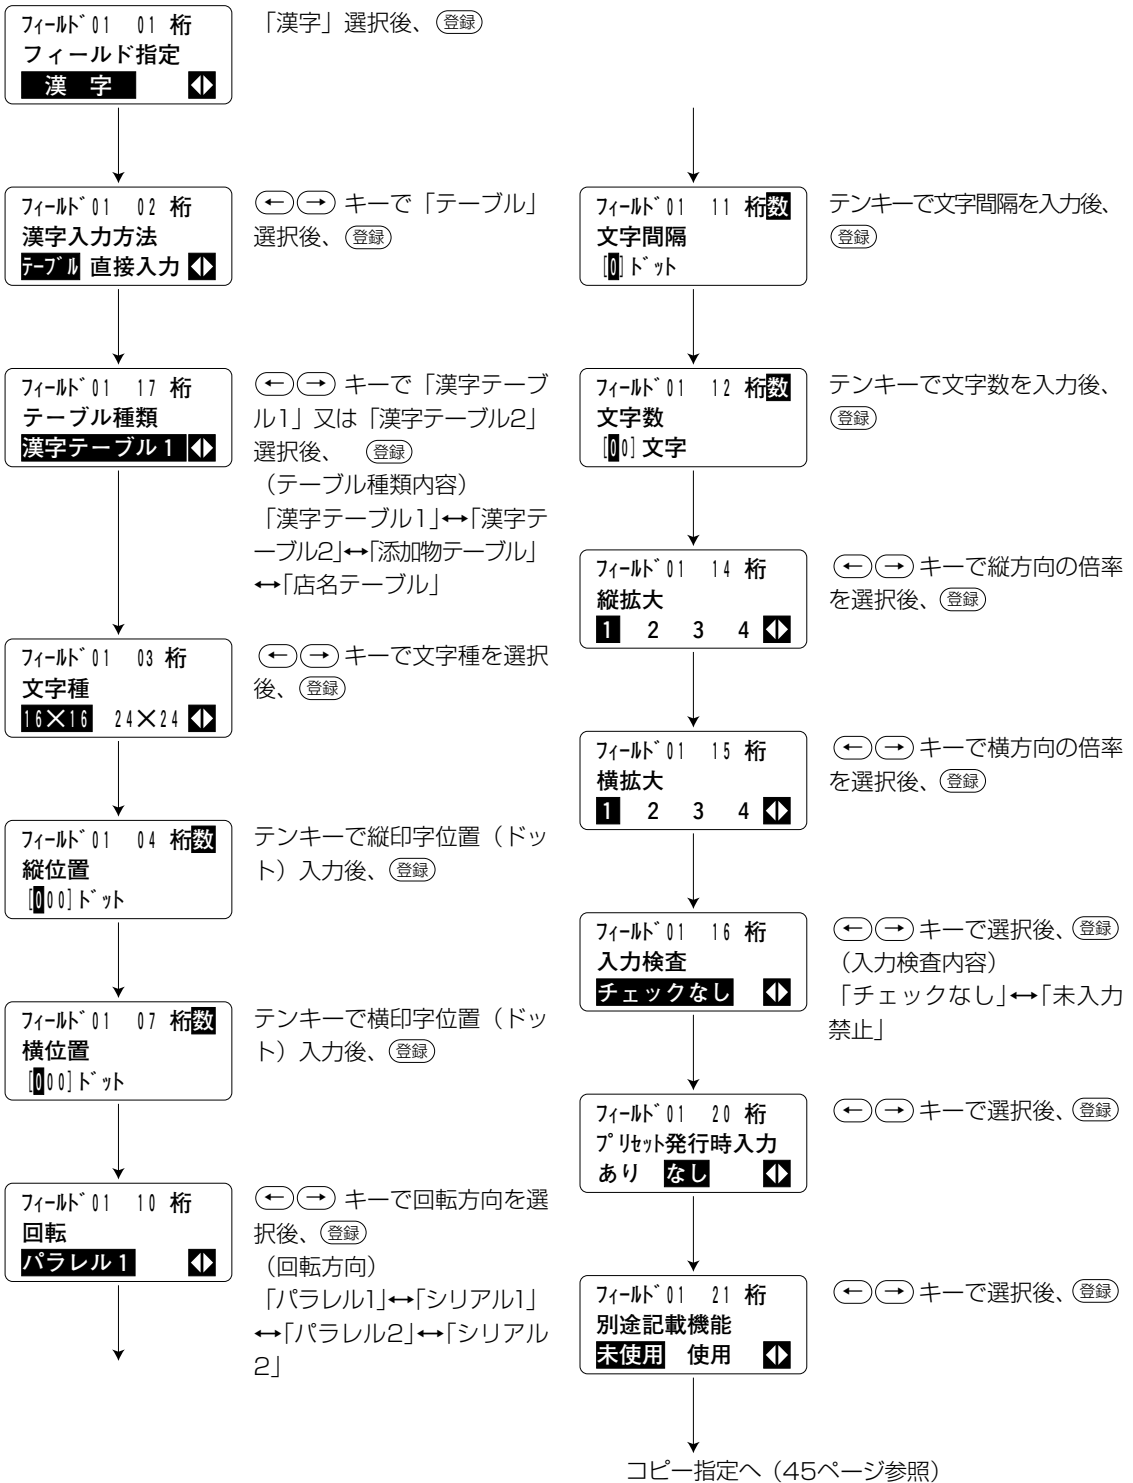 フィールド01 01 桁
フィールド指定
漢 字
「漢字」選択後、登録
フィールド01 02 桁
漢字入力方法
テーブル 直接入力
←→ キーで「テーブル」
選択後、登録
フィールド01 17 桁
テーブル種類
漢字テーブル1
←→ キーで「漢字テーブ
ル1」又は「漢字テーブル2」
選択後、 登録
(テーブル種類内容)
「漢字テーブル1」↔「漢字テ
ーブル2」↔「添加物テーブル」
↔「店名テーブル」
フィールド01 03 桁
文字種
16×16 24×24
←→ キーで文字種を選択
後、登録
フィールド01 04 桁数
縦位置
[000]ドット
テンキーで縦印字位置(ドッ
ト)入力後、登録
フィールド01 07 桁数
横位置
[000]ドット
テンキーで横印字位置(ドッ
ト)入力後、登録
フィールド01 10 桁
回転
パラレル1
←→ キーで回転方向を選
択後、登録
(回転方向)
「パラレル1」↔「シリアル1」
↔「パラレル2」↔「シリアル
2」
フィールド01 11 桁数
文字間隔
[0]ドット
テンキーで文字間隔を入力後、
登録
フィールド01 12 桁数
文字数
[00]文字
テンキーで文字数を入力後、
登録
フィールド01 14 桁
縦拡大
1 2 3 4
←→ キーで縦方向の倍率
を選択後、登録
フィールド01 15 桁
横拡大
1 2 3 4
←→ キーで横方向の倍率
を選択後、登録
フィールド01 16 桁
入力検査
チェックなし
←→ キーで選択後、登録
(入力検査内容)
「チェックなし」↔「未入力
禁止」
フィールド01 20 桁
プリセット発行時入力
あり なし
←→ キーで選択後、登録
フィールド01 21 桁
別途記載機能
未使用 使用
←→ キーで選択後、登録
コピー指定へ(45ページ参照)